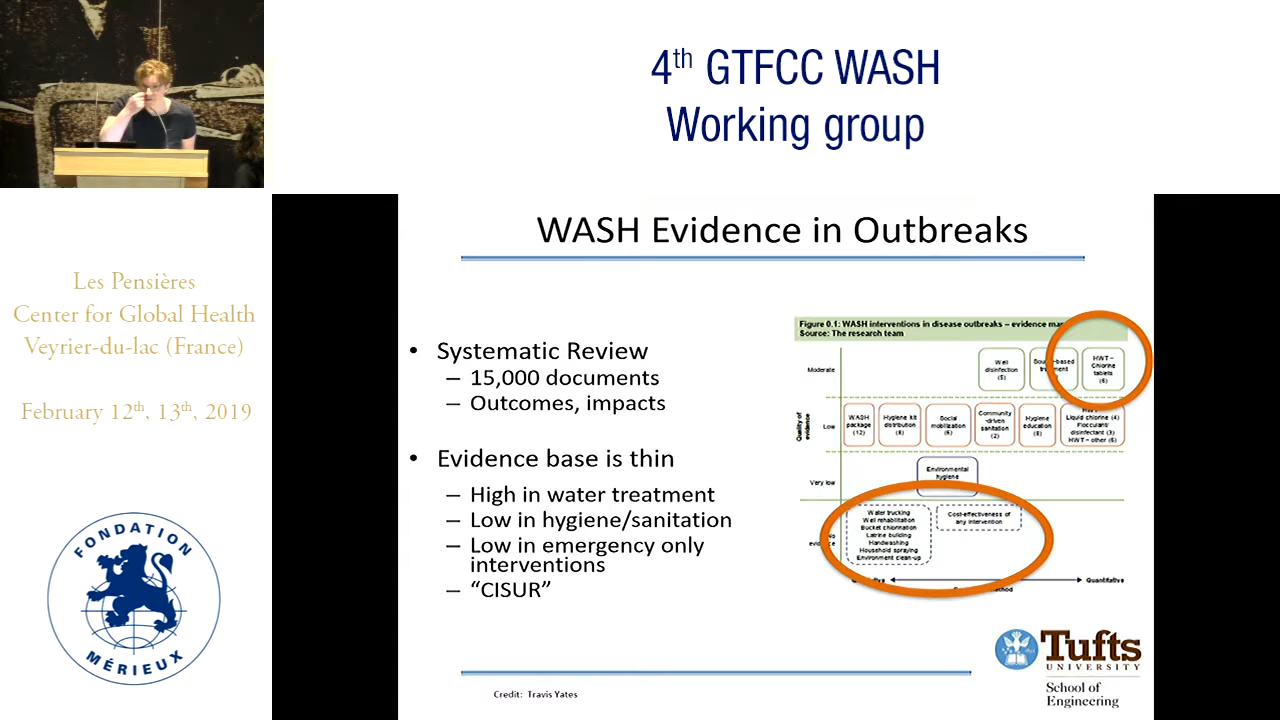 4th GTFCC WASH
Working group
Les Pensières
Center for Global Health
Veyrier-du-lac (France)
February 12th, 13th, 2019
FONDATION
MÉRIEUX
WASH Evidence in Outbreaks
• Systematic Review
– 15,000 documents
– Outcomes, impacts
• Evidence base is thin
– High in water treatment
– Low in hygiene/sanitation
– Low in emergency only
interventions
– “CISUR”
Figure 0.1: WASH interventions in disease outbreaks – evidence
Source: The research team
Quality of
evidence
Moderate
Well
disinfection
(5)
HWT –
Chlorine
tablets
(6)
Low
WASH
package
(12)
Hygiene kit
distribution
(8)
Social
mobilization
(6)
Community
-driven
sanitation
(2)
Hygiene
education
(8)
Liquid chlorine (4)
Flocculant/
disinfectant (3)
HWT – other (6)
Very low
Environmental
hygiene
Water trucking
Well rehabilitation
Bucket chlorination
Latrine building
Handwashing
Household spraying
Environment clean-up
Cost-effectiveness of
any intervention
Quantitative
Tufts
UNIVERSITY
School of
Engineering
Credit: Travis Yates